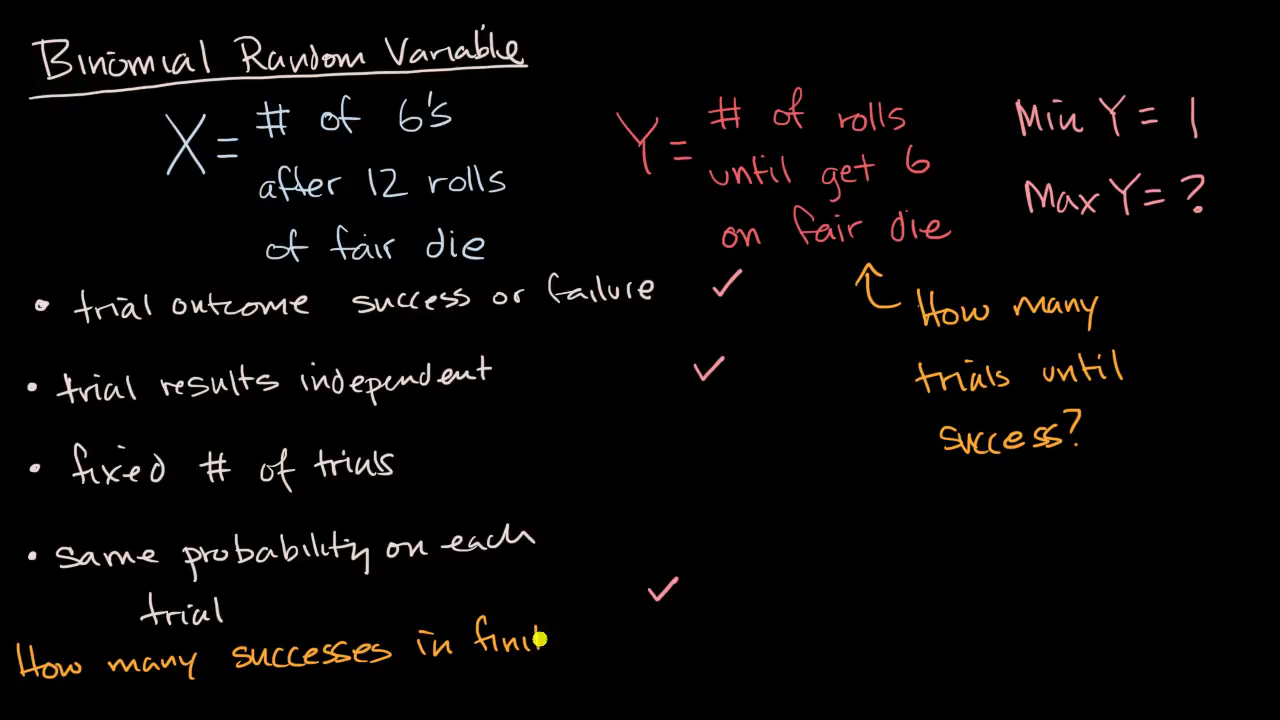 Binomial Random Variable
X = # of 6's
after 12 rolls
of fair die
Y = # of rolls
until get 6
on fair die
Min Y = 1
Max Y = ?
• trial outcome success or failure ✓
• trial results independent ✓
• fixed # of trials
• same probability on each
trial ✓
How many
trials until
success?
How many successes in finit